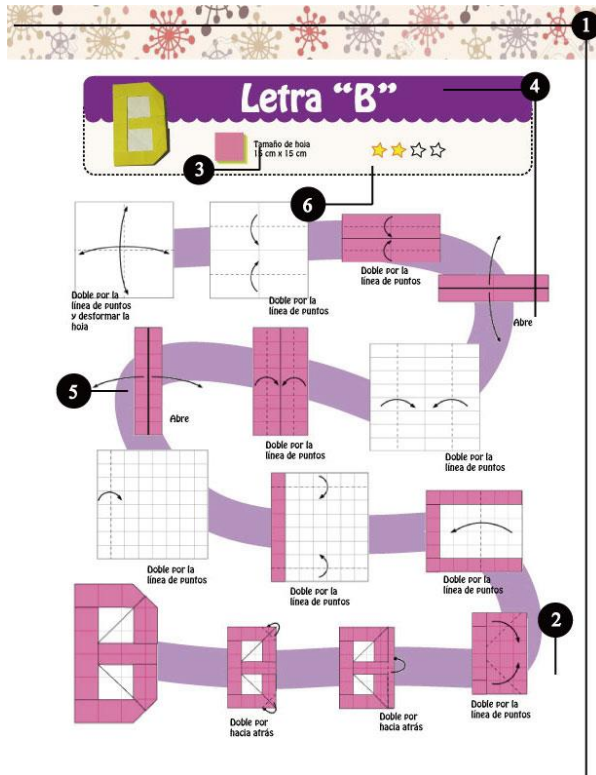 1
Letra “B”
4
Tamaño de hoja
15 cm x 15 cm
3
6
Doble por la
línea de puntos
y desformar la
hoja
Doble por la
línea de puntos
Doble por la
línea de puntos
Abre
5
Abre
Doble por la
línea de puntos
Doble por la
línea de puntos
Doble por la
línea de puntos
Doble por la
línea de puntos
Doble por la
línea de puntos
2
Doble por
hacia atrás
Doble por
hacia atrás
Doble por la
línea de puntos